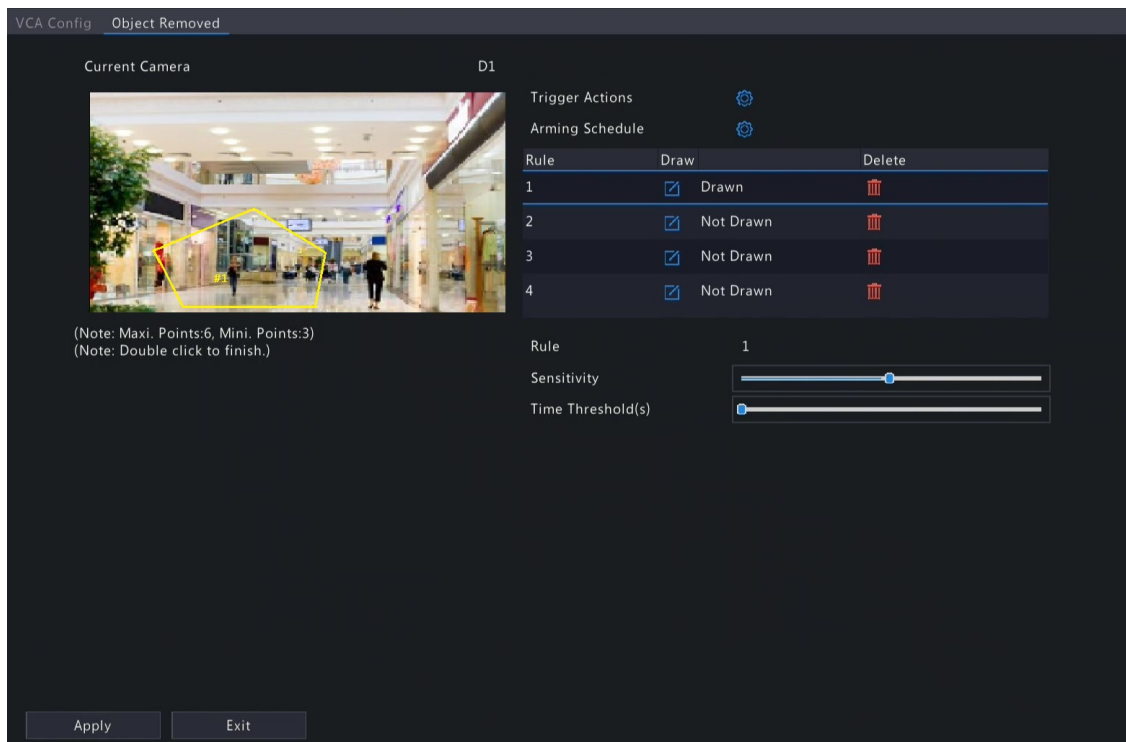 VCA Config Object Removed
Current Camera D1
Trigger Actions
Arming Schedule
Rule Draw Delete
1 Drawn
2 Not Drawn
3 Not Drawn
4 Not Drawn
#1
(Note: Maxi. Points:6, Mini. Points:3)
(Note: Double click to finish.)
Rule 1
Sensitivity
Time Threshold(s)
Apply Exit